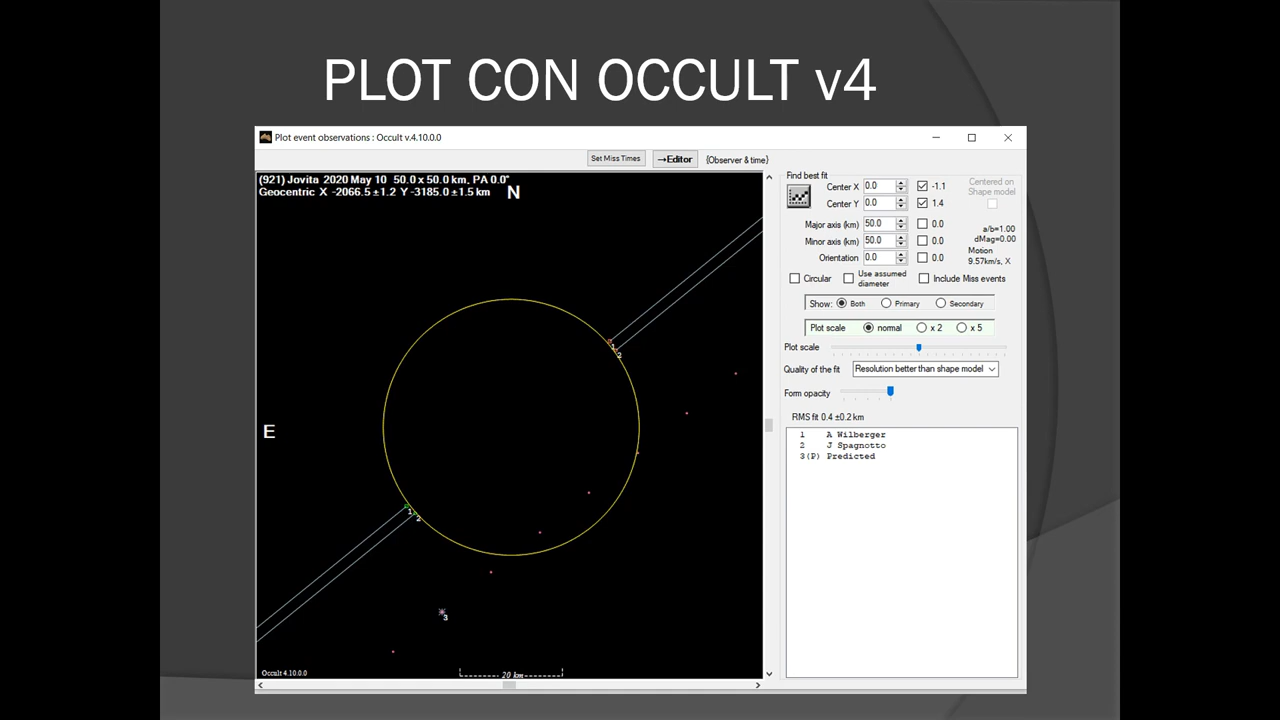 PLOT CON OCCULT v4
Plot event observations : Occult v.4.10.0.0
Set Miss Times
→Editor
{Observer & time}
(921) Jovita 2020 May 10 50.0 x 50.0 km, PA 0.0°
Geocentric X -2066.5 ±1.2 Y -3185.0 ±1.5 km
N
E
1
2
1
2
3
20 km
Occult 4.10.0.0
Find best fit
Center X 0.0 -1.1
Center Y 0.0 1.4
Centered on
Shape model
Major axis (km) 50.0 0.0
Minor axis (km) 50.0 0.0
Orientation 0.0 0.0
a/b=1.00
dMag=0.00
Motion
9.57km/s, X
Circular
Use assumed
diameter
Include Miss events
Show: Both Primary Secondary
Plot scale normal x 2 x 5
Plot scale
Quality of the fit Resolution better than shape model
Form opacity
RMS fit 0.4 ±0.2 km
1 A Wilberger
2 J Spagnotto
3(P) Predicted